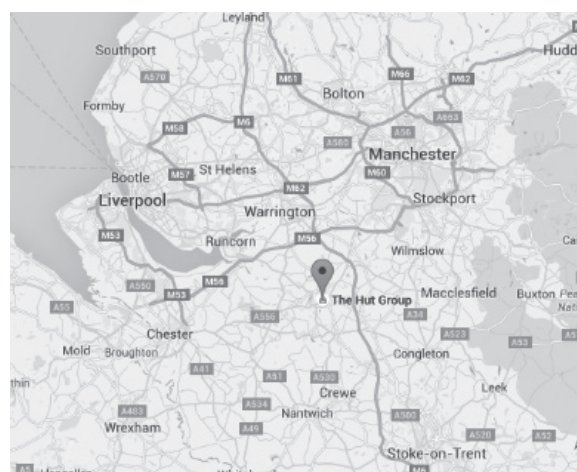 Leyland
Southport
Hudd
A570
M61
M66
M62
Bolton
Formby
M6
M58
A56
A663
A580
Manchester
Bootle
M57
St Helens
M60
Liverpool
M62
Stockport
Warrington
M53
Runcorn
M56
Wilmslow
A550
M56
M53
Macclesfield
Buxton
The Hut Group
A55
A556
A34
Chester
A523
A53
Mold
Broughton
Congleton
A41
A51
A530
Leek
Crewe
A534
A483
Nantwich
A500
Wrexham
A49
A520
A52
Stoke-on-Trent
M6